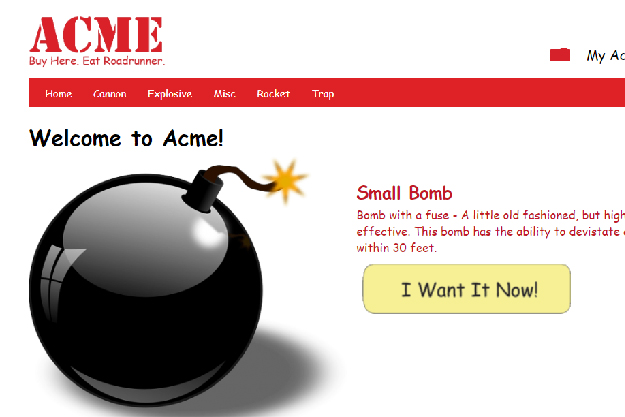 ACME
Buy Here. Eat Roadrunner.
My Ac
Home Cannon Explosive Misc Rocket Trap
Welcome to Acme!
Small Bomb
Bomb with a fuse - A little old fashioned, but high
effective. This bomb has the ability to devistate
within 30 feet.
I Want It Now!